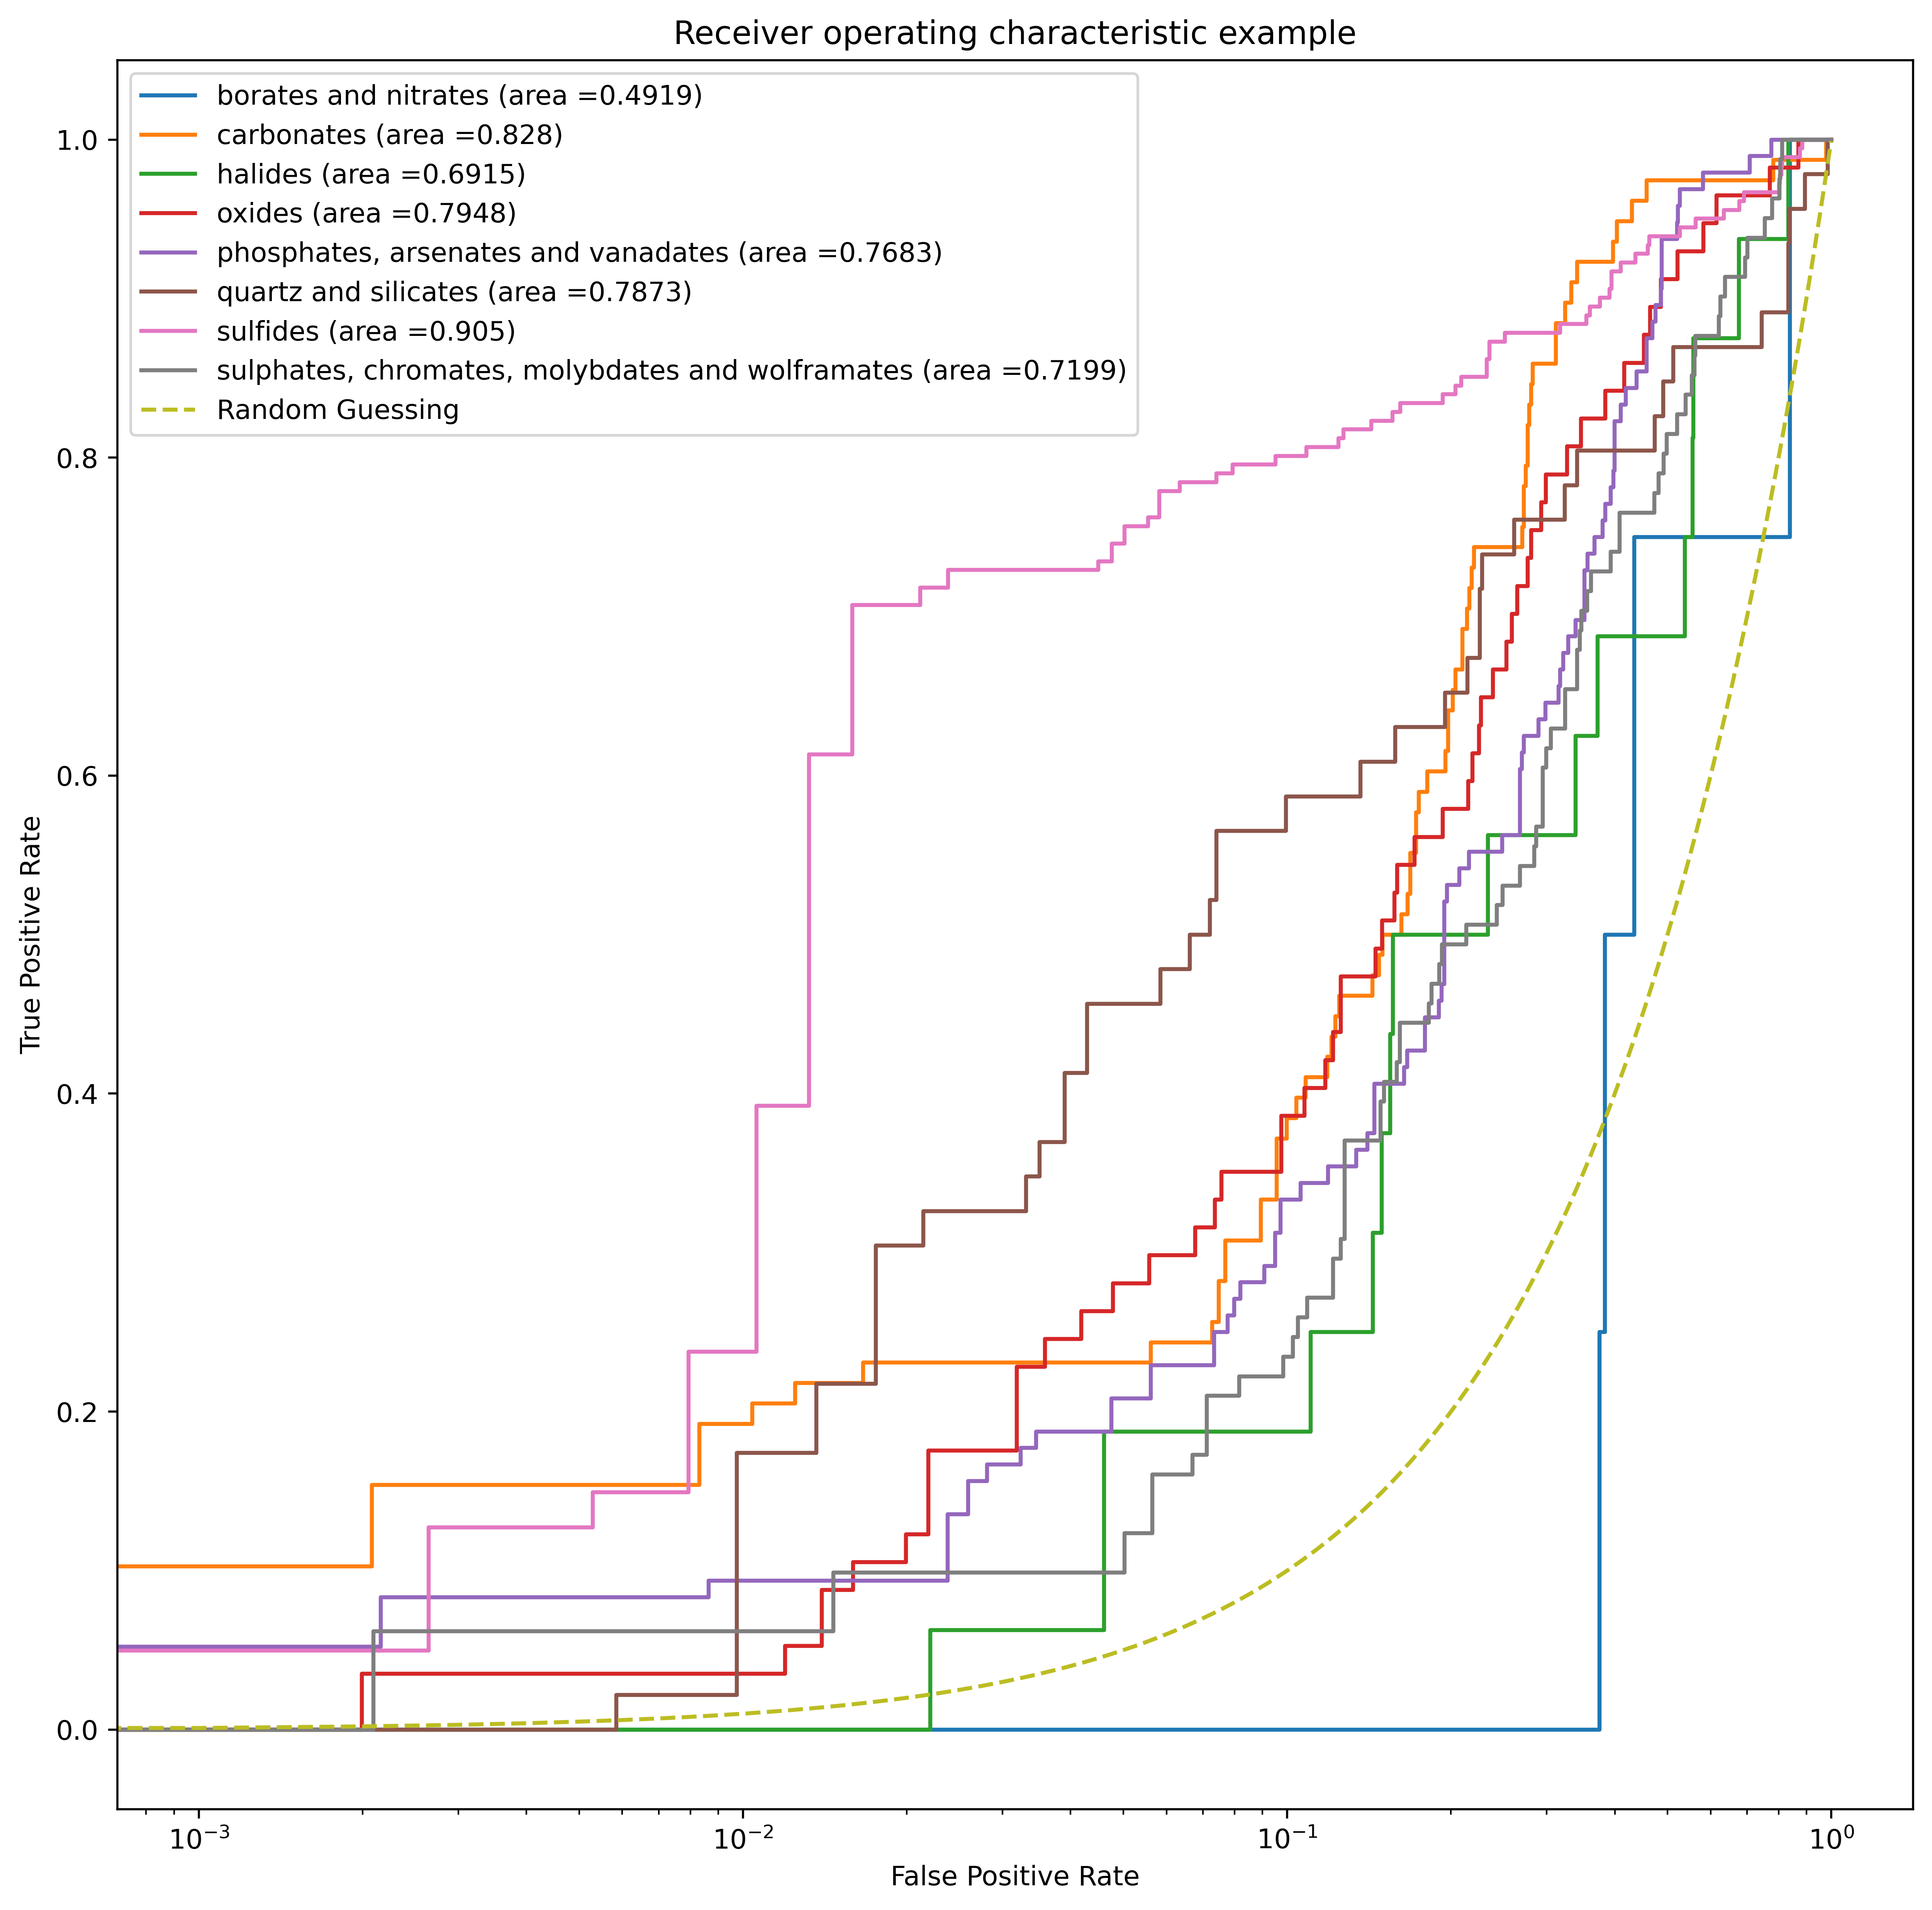 Receiver operating characteristic example
borates and nitrates (area =0.4919)
carbonates (area =0.828)
halides (area =0.6915)
oxides (area =0.7948)
phosphates, arsenates and vanadates (area =0.7683)
quartz and silicates (area =0.7873)
sulfides (area =0.905)
sulphates, chromates, molybdates and wolframates (area =0.7199)
Random Guessing
True Positive Rate
1.0
0.8
0.6
0.4
0.2
0.0
10⁻³ 10⁻² 10⁻¹ 10⁰
False Positive Rate